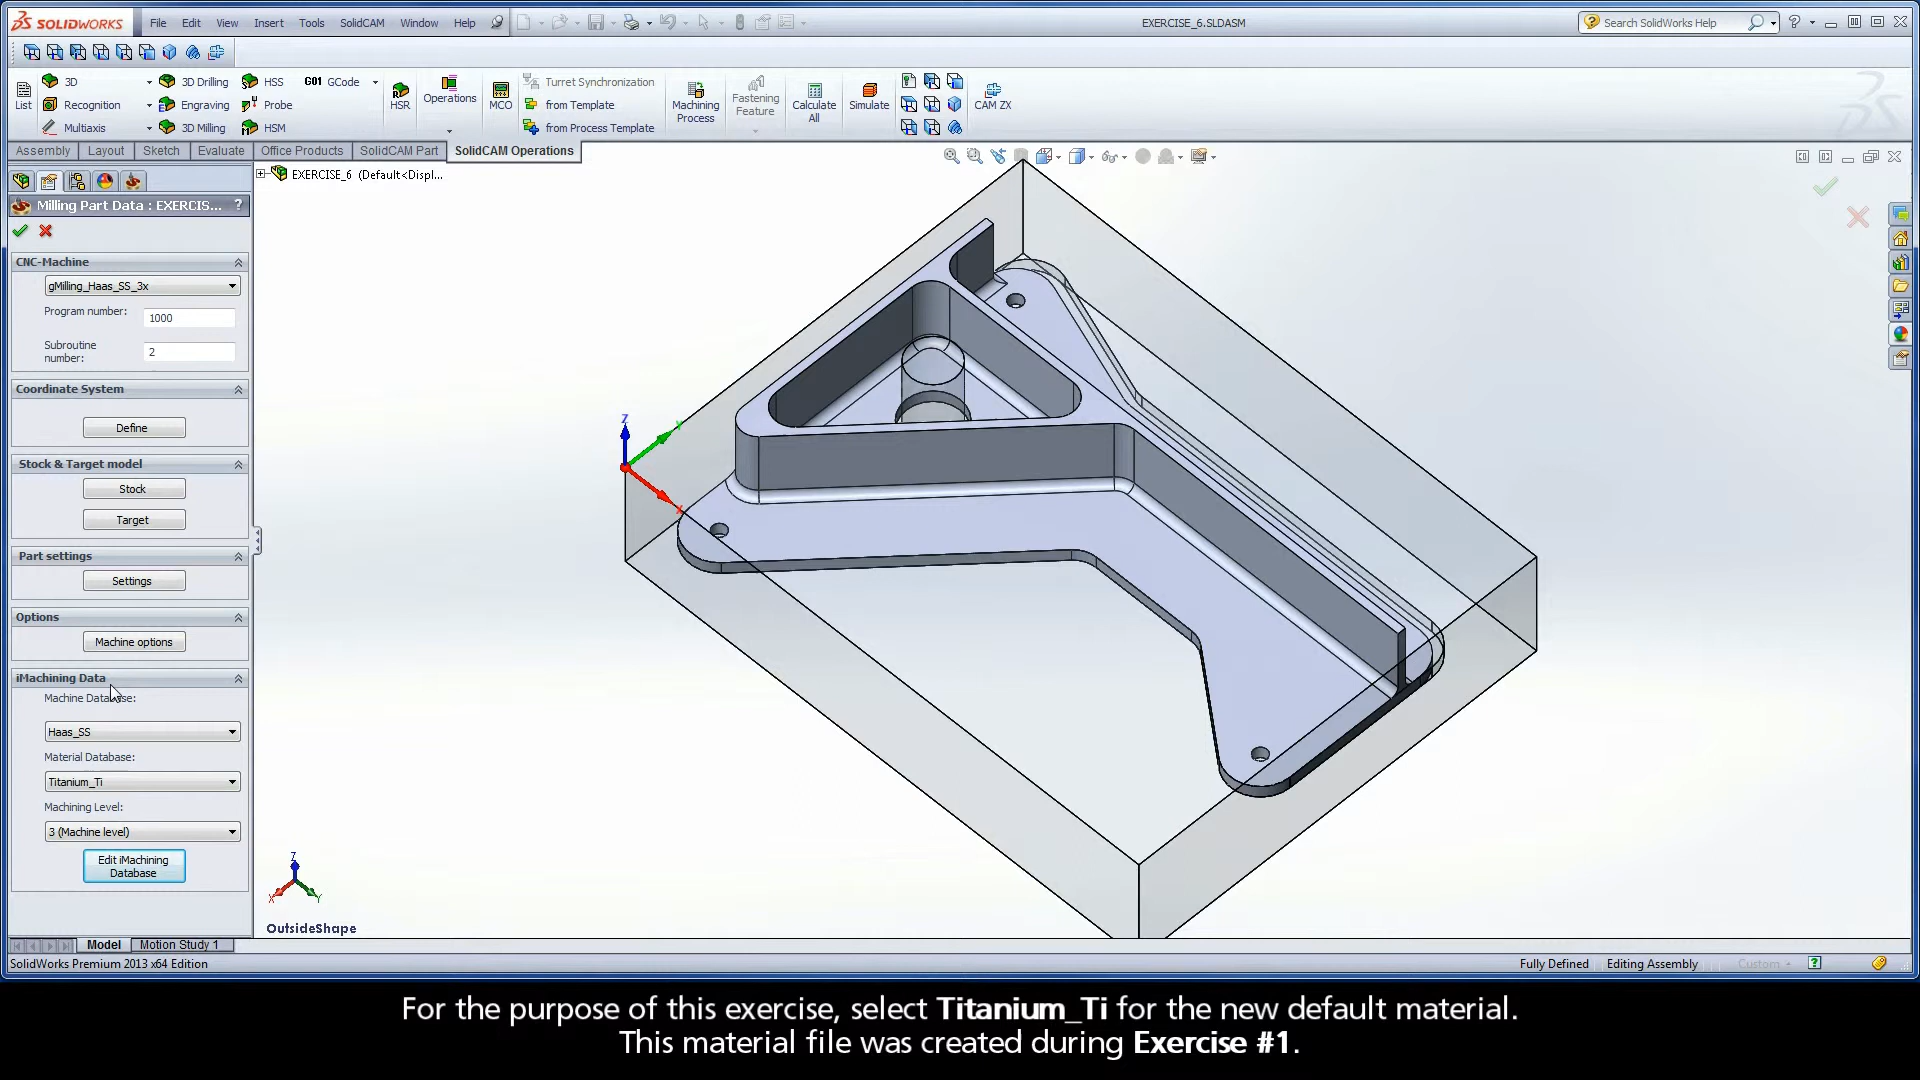 SOLIDWORKS File Edit View Insert Tools SolidCAM Window Help EXERCISE_6.SLDASM Search SolidWorks Help
3D 3D Drilling HSS G01 GCode Turret Synchronization
List Recognition Engraving Probe HSR Operations MCO from Template Machining Process Fastening Feature Calculate All Simulate CAM ZX
Multiaxis 3D Milling HSM from Process Template
Assembly Layout Sketch Evaluate Office Products SolidCAM Part SolidCAM Operations
EXERCISE_6 (Default<Displ...
Milling Part Data : EXERCIS... ?
CNC-Machine
gMilling_Haas_SS_3x
Program number: 1000
Subroutine number: 2
Coordinate System
Define
Stock & Target model
Stock
Target
Part settings
Settings
Options
Machine options
iMachining Data
Machine Database:
Haas_SS
Material Database:
Titanium_Ti
Machining Level:
3 (Machine level)
Edit iMachining
Database
Z
Y
X
Z
X
Y
OutsideShape
Model Motion Study 1
SolidWorks Premium 2013 x64 Edition Fully Defined Editing Assembly Custom
For the purpose of this exercise, select Titanium_Ti for the new default material.
This material file was created during Exercise #1.